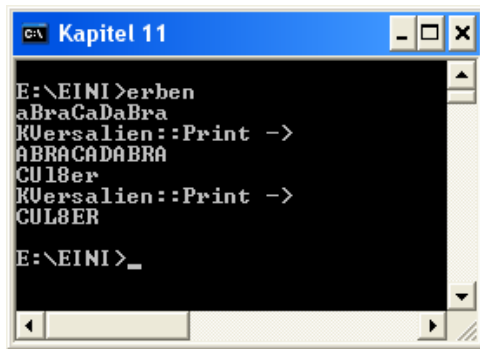 Kapitel 11
E:\EINI>erben
aBraCaDaBra
KVersalien::Print ->
ABRACADABRA
CUl8er
KVersalien::Print ->
CUL8ER
E:\EINI>_